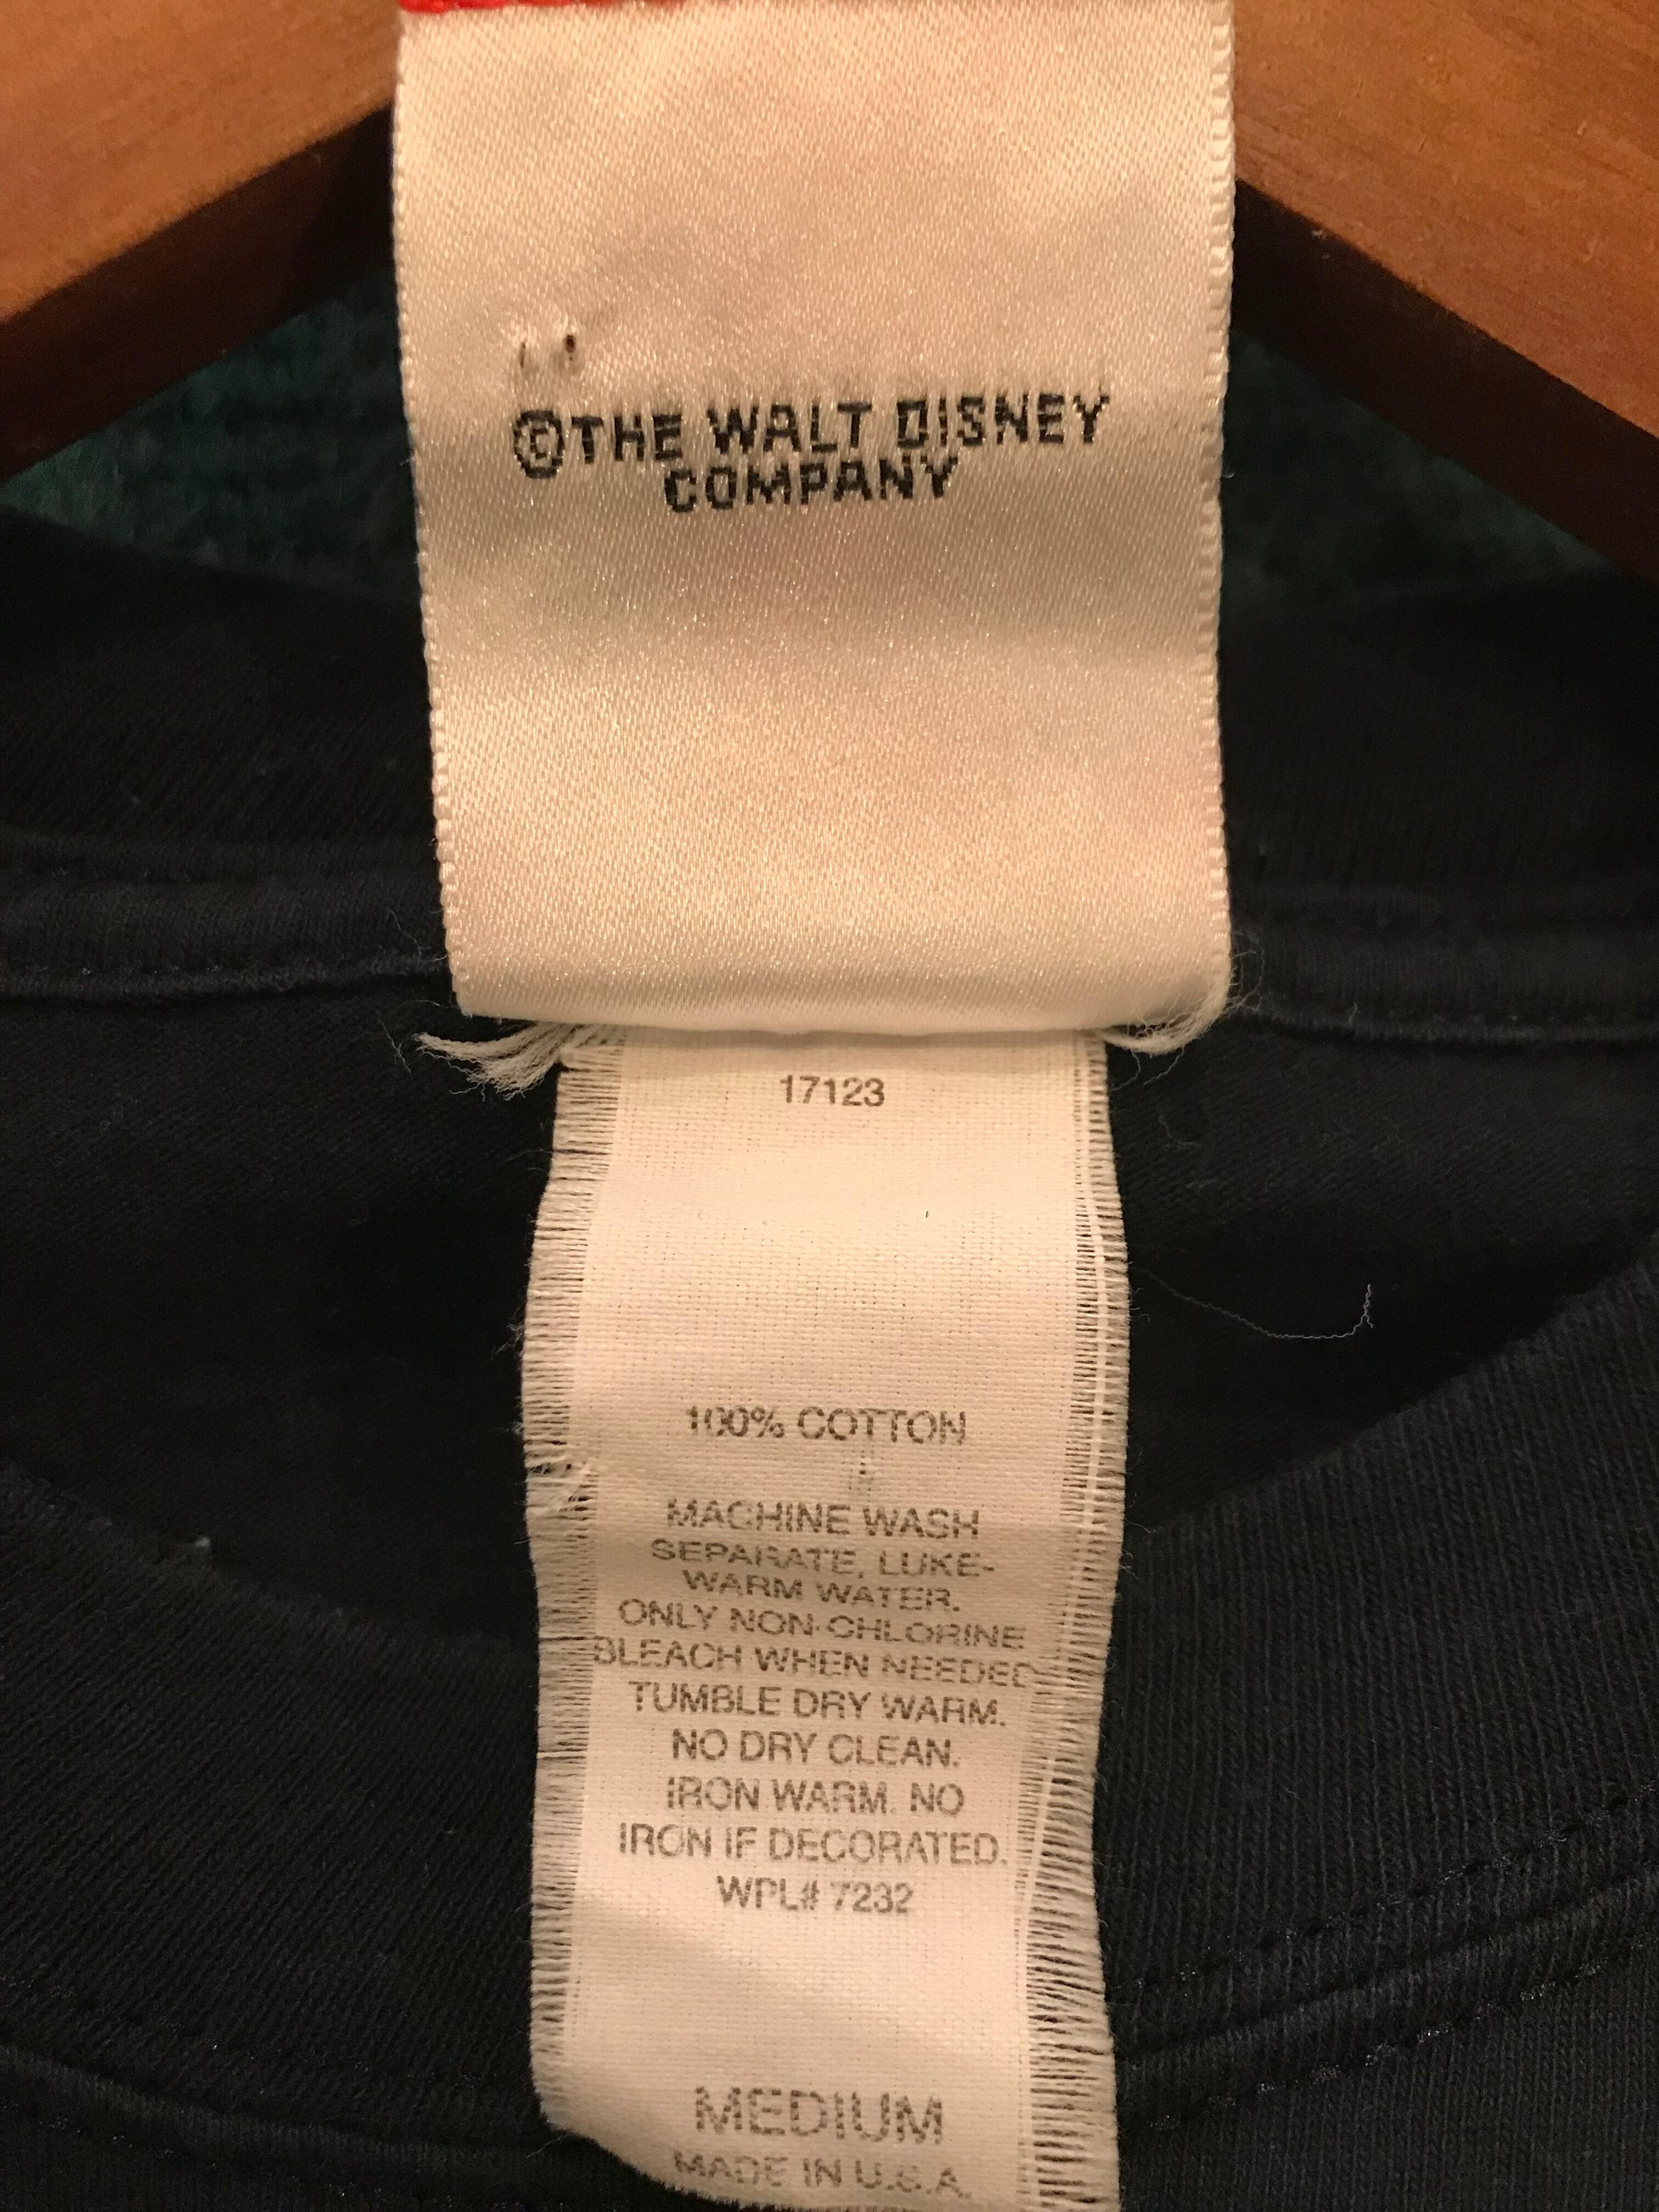 ©THE WALT DISNEY
COMPANY
17123
100% COTTON
MACHINE WASH
SEPARATE, LUKE-
WARM WATER.
ONLY NON-CHLORINE
BLEACH WHEN NEEDED
TUMBLE DRY WARM.
NO DRY CLEAN.
IRON WARM. NO
IRON IF DECORATED.
WPL# 7232
MEDIUM
MADE IN U.S.A.